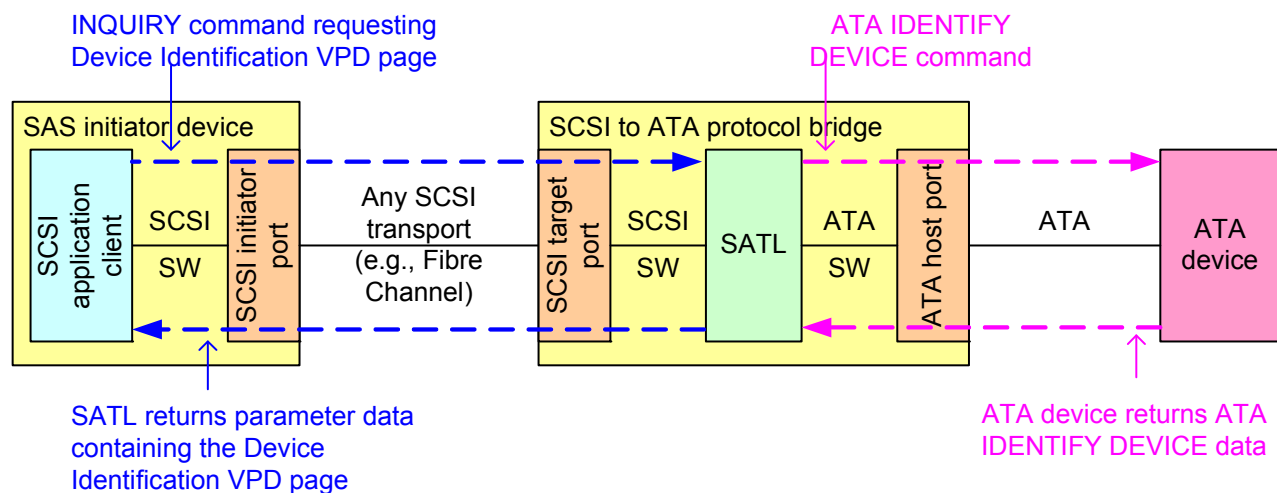 INQUIRY command requesting
Device Identification VPD page
ATA IDENTIFY
DEVICE command
SAS initiator device
SCSI to ATA protocol bridge
SCSI
application
client
SCSI
SW
SCSI initiator
port
Any SCSI
transport
(e.g., Fibre
Channel)
SCSI target
port
SCSI
SW
SATL
ATA
SW
ATA host port
ATA
ATA
device
SATL returns parameter data
containing the Device
Identification VPD page
ATA device returns ATA
IDENTIFY DEVICE data